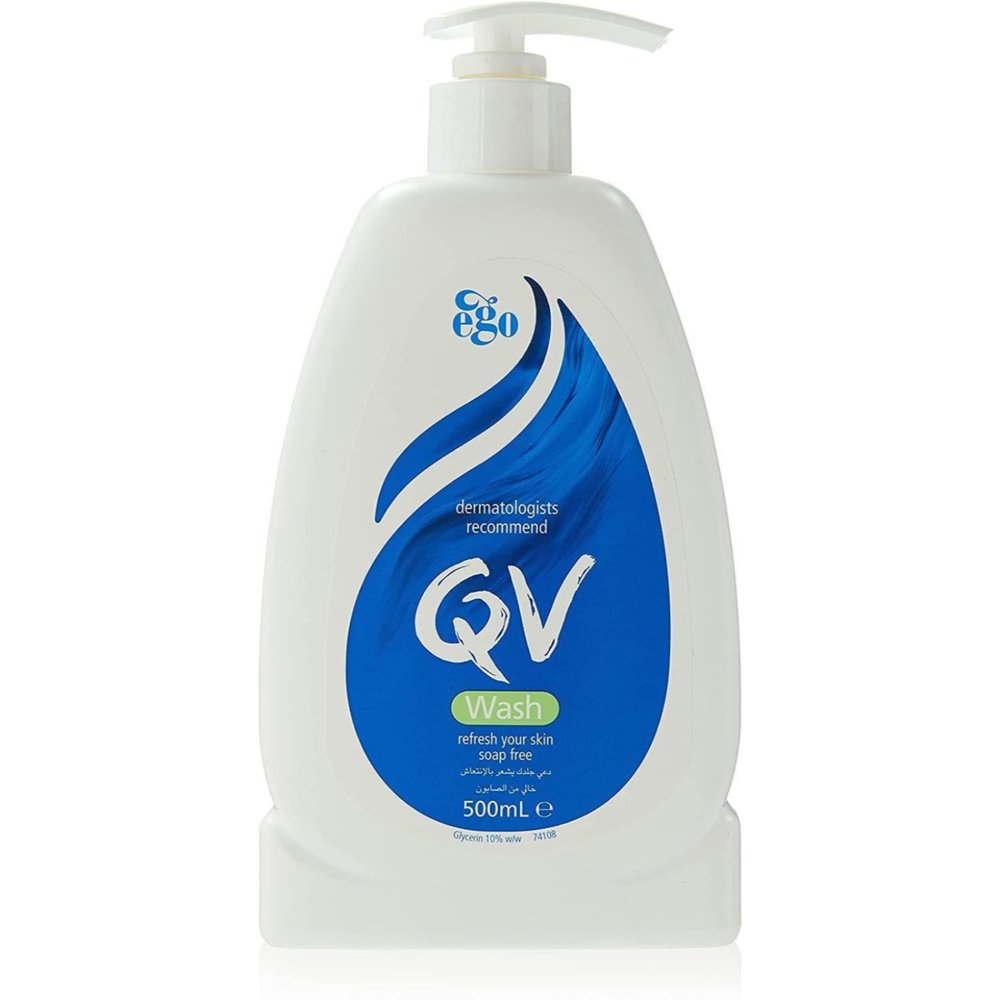 ego
dermatologists
recommend
QV
Wash
refresh your skin
soap free
دعي جلدك يشعر بالإنتعاش
خالي من الصابون
500mL ℮
Glycerin 10% w/w 74108